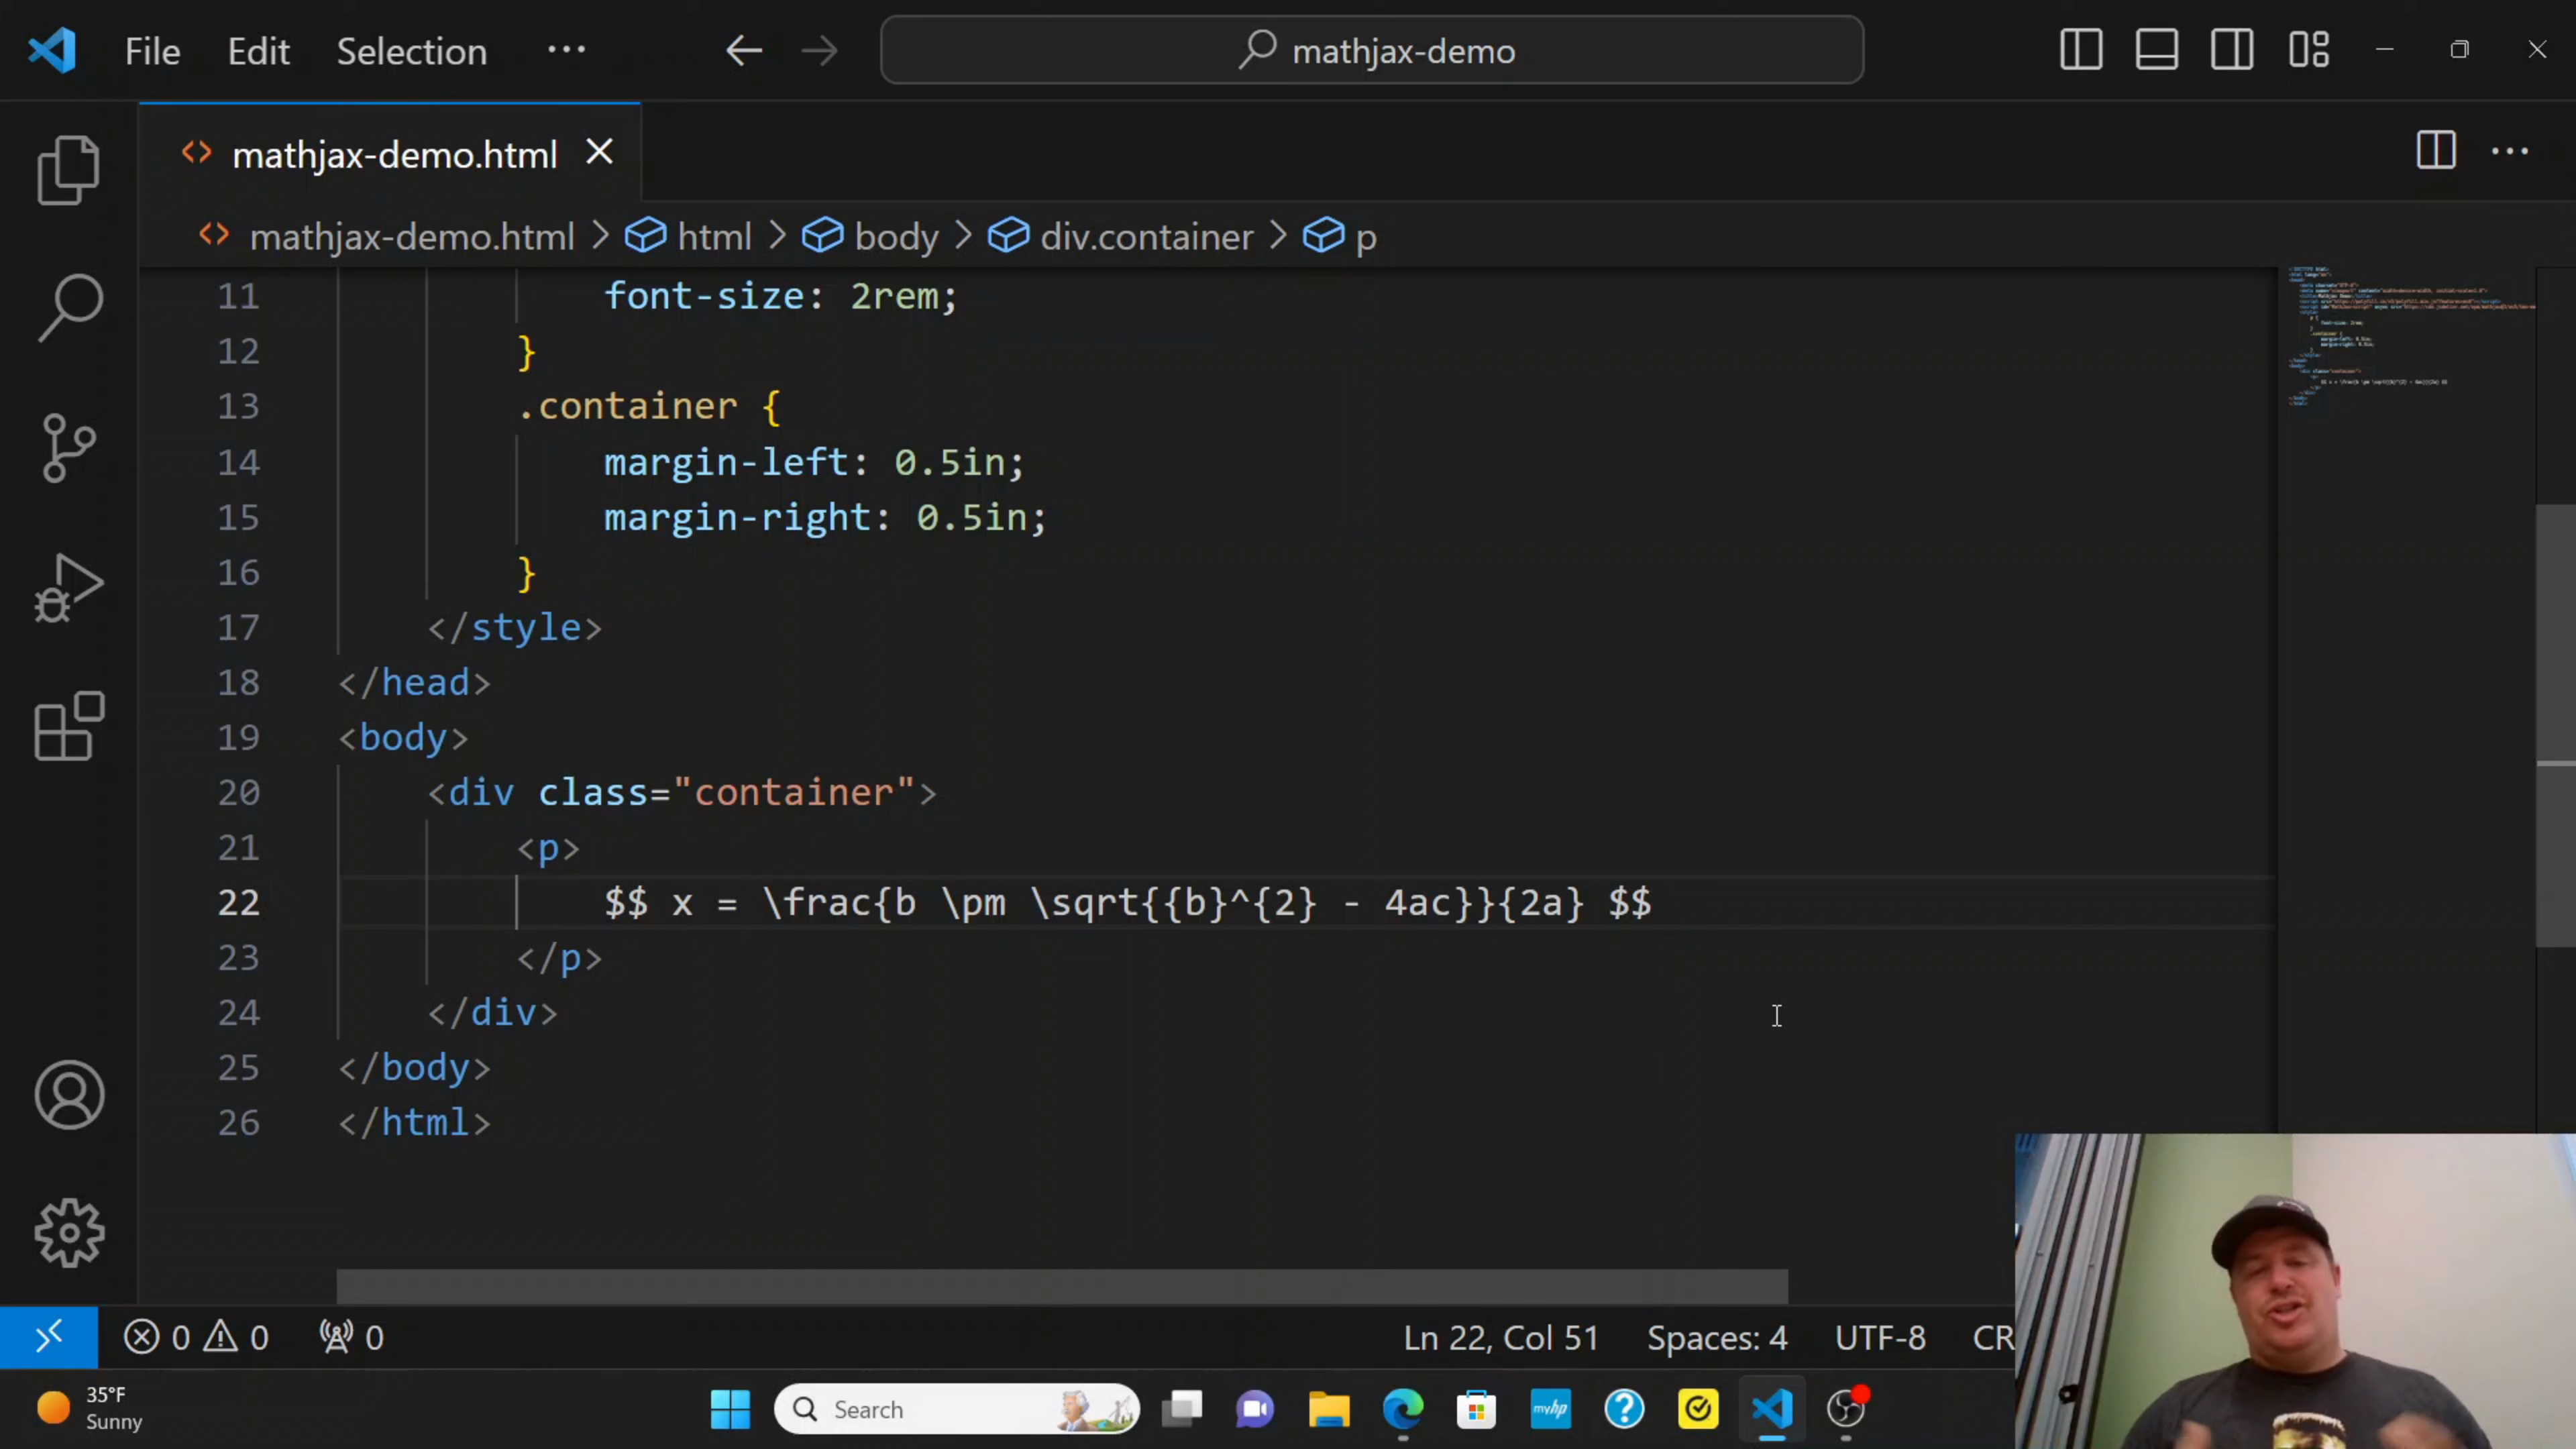 File Edit Selection ··· mathjax-demo
mathjax-demo.html
mathjax-demo.html > html > body > div.container > p
11 font-size: 2rem;
12 }
13 .container {
14 margin-left: 0.5in;
15 margin-right: 0.5in;
16 }
17 </style>
18 </head>
19 <body>
20 <div class="container">
21 <p>
22 $$ x = \frac{b \pm \sqrt{{b}^{2} - 4ac}}{2a} $$
23 </p>
24 </div>
25 </body>
26 </html>
0 0 0 Ln 22, Col 51 Spaces: 4 UTF-8 CR
35°F
Sunny
Search
myhp